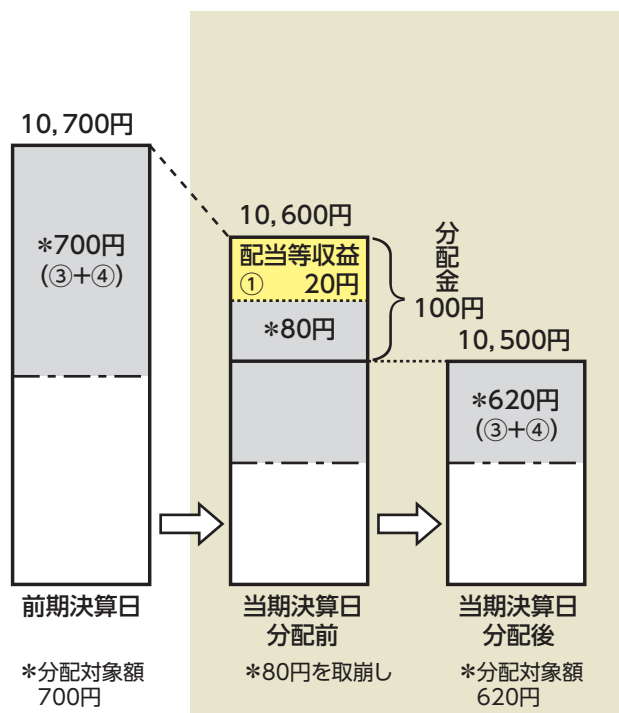 10,700円
*700円
(③+④)
前期決算日
*分配対象額
700円
10,600円
配当等収益
① 20円
*80円
分配金
100円
当期決算日
分配前
*80円を取崩し
10,500円
*620円
(③+④)
当期決算日
分配後
*分配対象額
620円